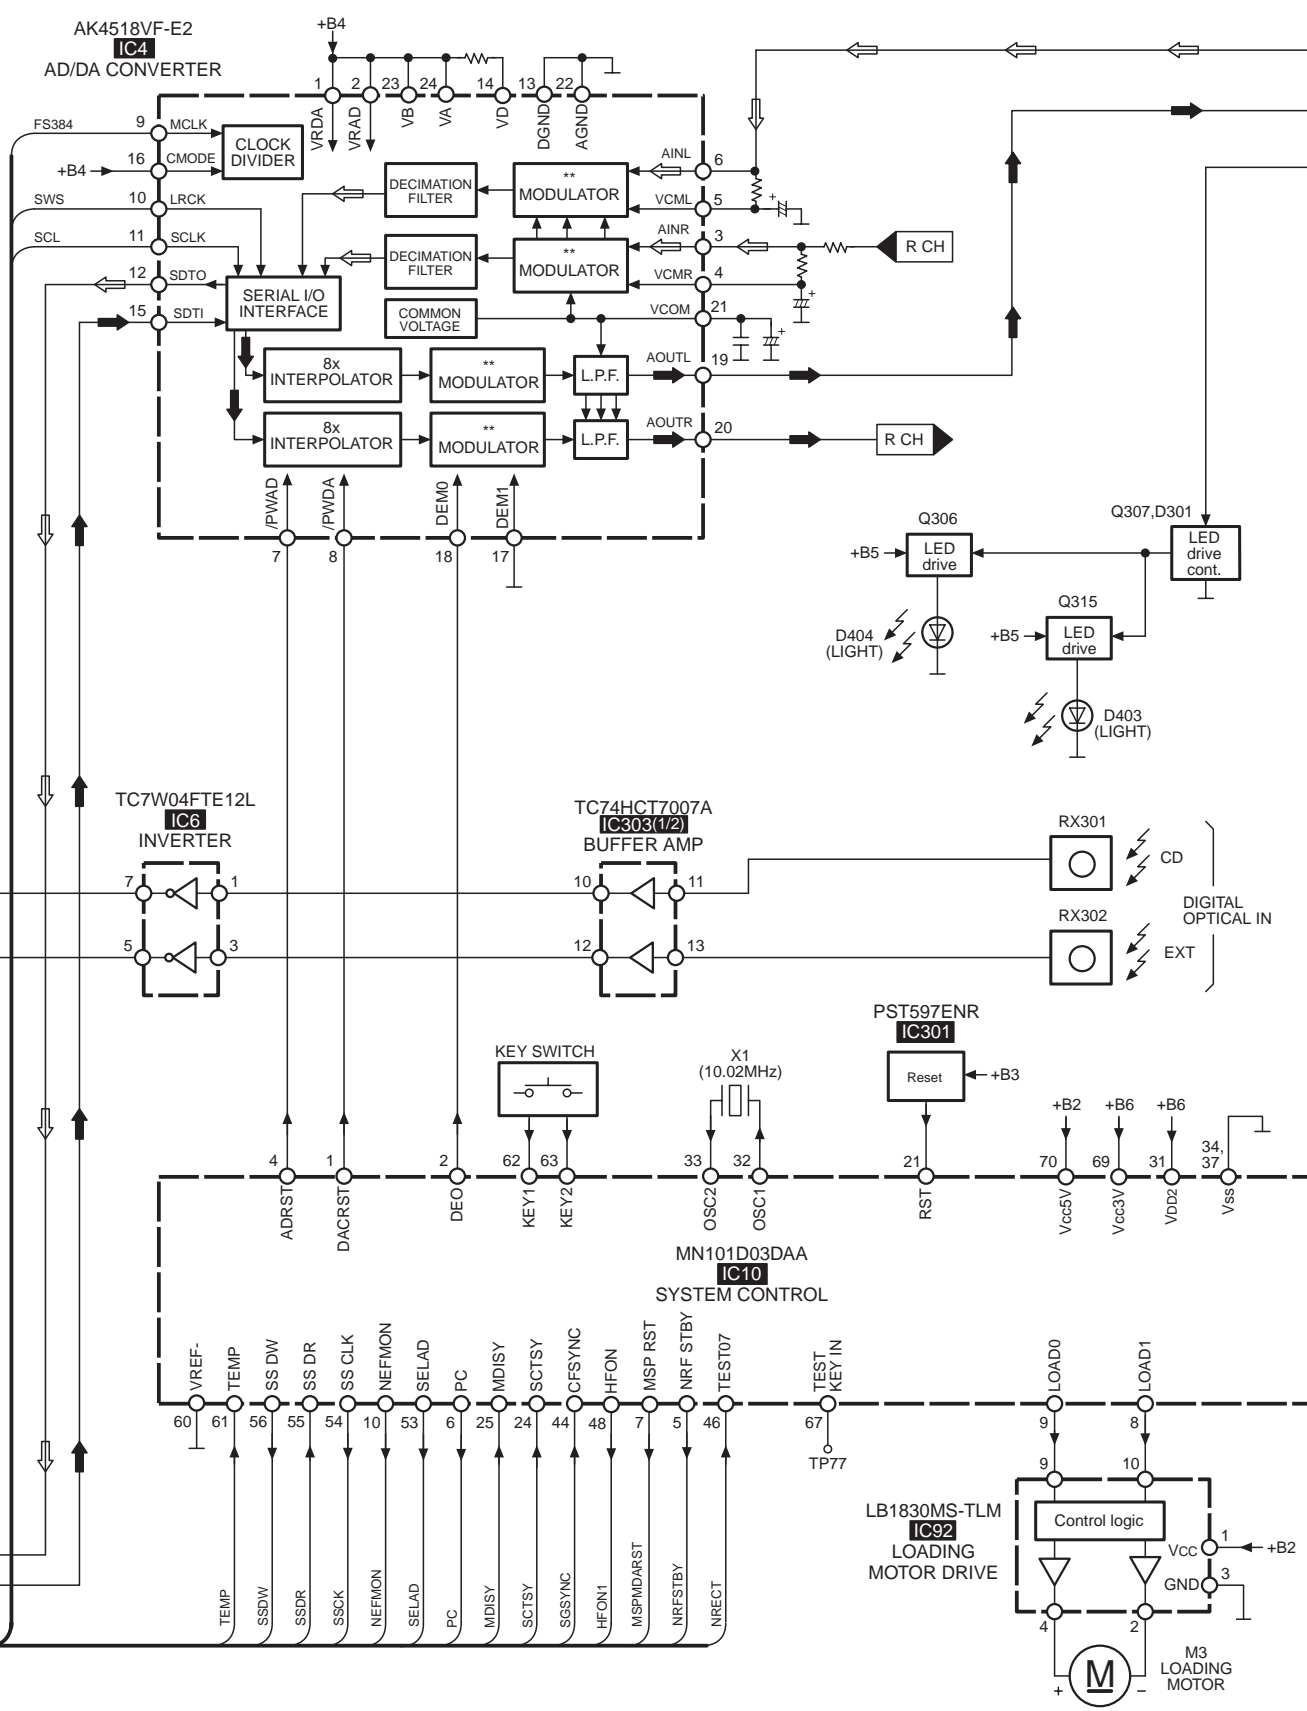 AK4518VF-E2
IC4
AD/DA CONVERTER
+B4
1
2
23
24
14
13
22
VRDA
VRAD
VB
VA
VD
DGND
AGND
FS384
9
MCLK
CLOCK
DIVIDER
+B4
16
CMODE
SWS
10
LRCK
SCL
11
SCLK
12
SDTO
15
SDTI
SERIAL I/O
INTERFACE
DECIMATION
FILTER
**
MODULATOR
AINL
6
VCML
5
+
DECIMATION
FILTER
**
MODULATOR
AINR
3
R CH
VCMR
4
+
COMMON
VOLTAGE
VCOM
21
+
8x
INTERPOLATOR
**
MODULATOR
L.P.F.
AOUTL
19
8x
INTERPOLATOR
**
MODULATOR
L.P.F.
AOUTR
20
R CH
/PWAD
/PWDA
DEM0
DEM1
7
8
18
17
Q306
+B5
LED
drive
Q307,D301
LED
drive
cont.
D404
(LIGHT)
Q315
+B5
LED
drive
D403
(LIGHT)
TC7W04FTE12L
IC6
INVERTER
7
1
5
3
TC74HCT7007A
IC303(1/2)
BUFFER AMP
10
11
12
13
RX301
CD
RX302
EXT
DIGITAL
OPTICAL IN
KEY SWITCH
X1
(10.02MHz)
PST597ENR
IC301
Reset
+B3
+B2
+B6
+B6
4
1
2
62
63
33
32
21
70
69
31
34,
37
ADRST
DACRST
DEO
KEY1
KEY2
OSC2
OSC1
RST
Vcc5V
Vcc3V
VDD2
Vss
MN101D03DAA
IC10
SYSTEM CONTROL
VREF-
TEMP
SS DW
SS DR
SS CLK
NEFMON
SELAD
PC
MDISY
SCTSY
CFSYNC
HFON
MSP RST
NRF STBY
TEST07
TEST
KEY IN
LOAD0
LOAD1
60
61
56
55
54
10
53
6
25
24
44
48
7
5
46
67
9
8
TP77
TEMP
SSDW
SSDR
SSCK
NEFMON
SELAD
PC
MDISY
SCTSY
SGSYNC
HFON1
MSPMDARST
NRFSTBY
NRECT
LB1830MS-TLM
IC92
LOADING
MOTOR DRIVE
9
10
Control logic
VCC
1
+B2
GND
3
4
2
M
+
–
M3
LOADING
MOTOR